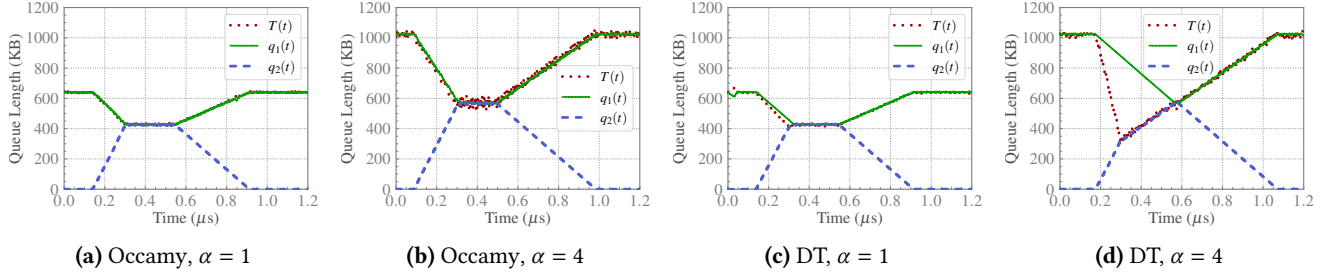 1200
1000
800
600
400
200
0
Queue Length (KB)
0.0 0.2 0.4 0.6 0.8 1.0 1.2
Time (μs)
T(t)
q₁(t)
q₂(t)
(a) Occamy, α = 1
1200
1000
800
600
400
200
0
Queue Length (KB)
0.0 0.2 0.4 0.6 0.8 1.0 1.2
Time (μs)
T(t)
q₁(t)
q₂(t)
(b) Occamy, α = 4
1200
1000
800
600
400
200
0
Queue Length (KB)
0.0 0.2 0.4 0.6 0.8 1.0 1.2
Time (μs)
T(t)
q₁(t)
q₂(t)
(c) DT, α = 1
1200
1000
800
600
400
200
0
Queue Length (KB)
0.0 0.2 0.4 0.6 0.8 1.0 1.2
Time (μs)
T(t)
q₁(t)
q₂(t)
(d) DT, α = 4